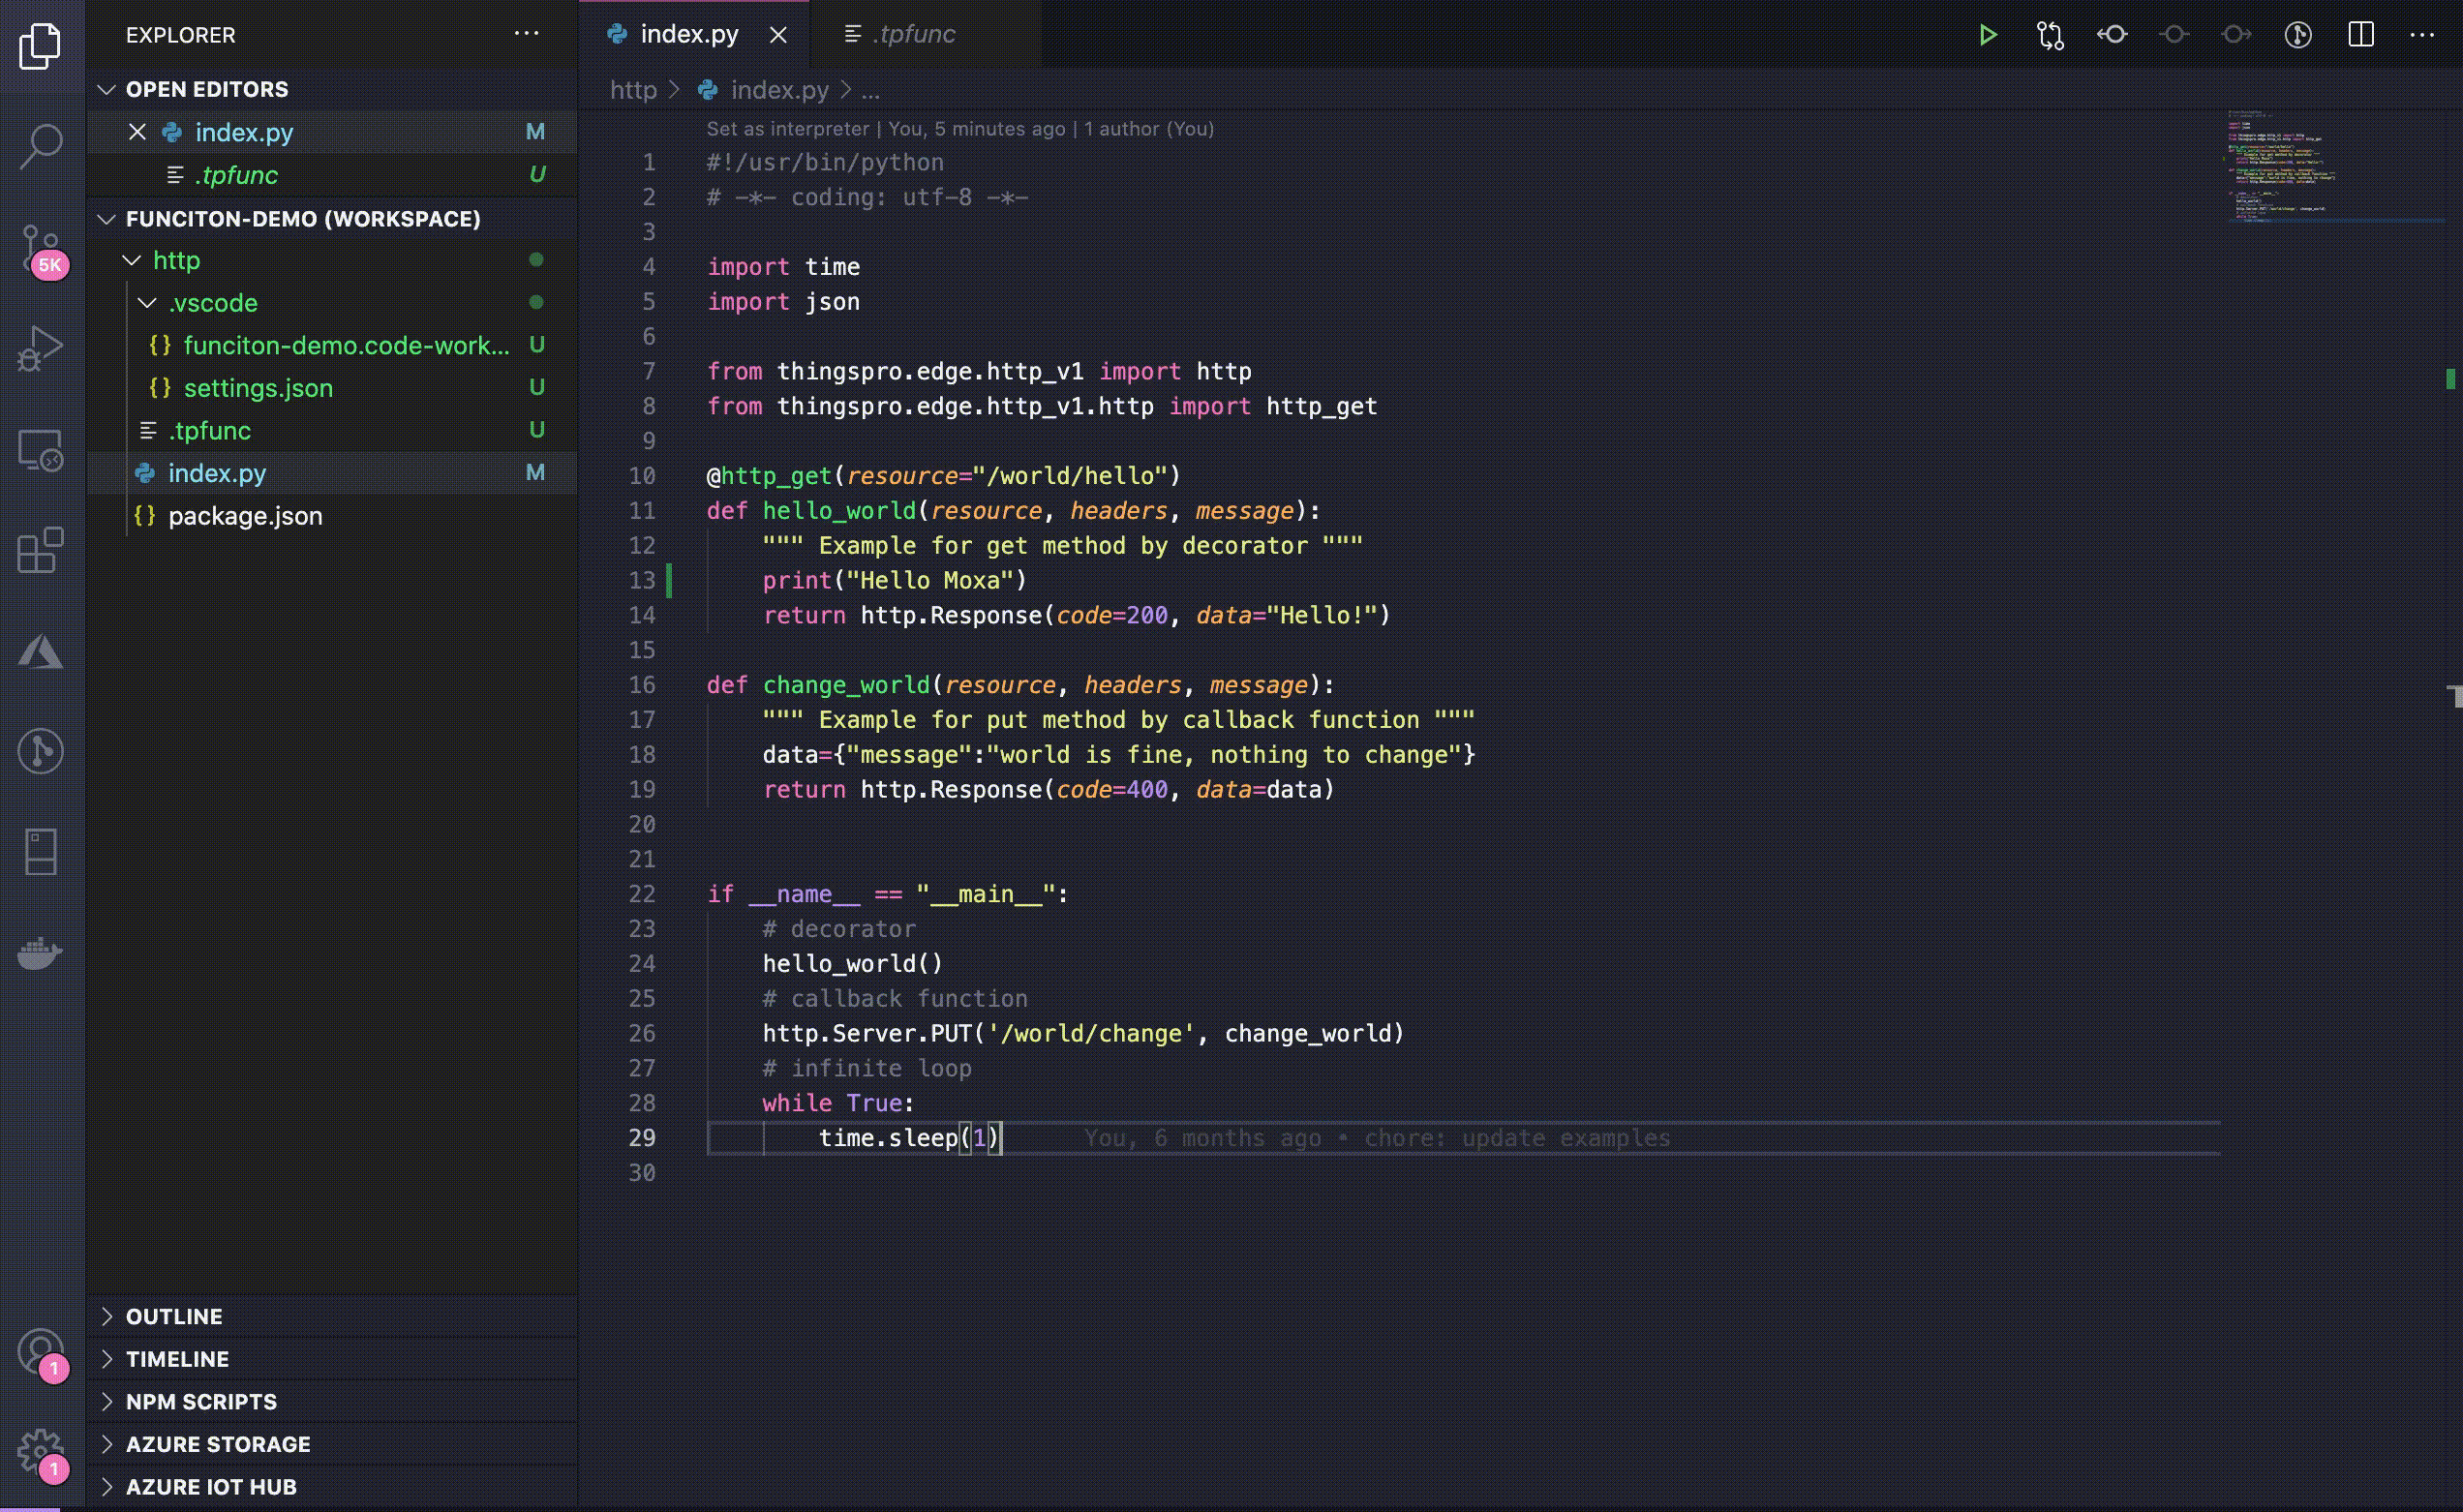 EXPLORER
OPEN EDITORS
index.py M
.tpfunc U
FUNCITON-DEMO (WORKSPACE)
http
.vscode
{} funciton-demo.code-work... U
{} settings.json U
.tpfunc U
index.py M
{} package.json
OUTLINE
TIMELINE
NPM SCRIPTS
AZURE STORAGE
AZURE IOT HUB
5K
1
1
index.py
.tpfunc
http > index.py > ...
Set as interpreter | You, 5 minutes ago | 1 author (You)
1 #!/usr/bin/python
2 # -*- coding: utf-8 -*-
3
4 import time
5 import json
6
7 from thingspro.edge.http_v1 import http
8 from thingspro.edge.http_v1.http import http_get
9
10 @http_get(resource="/world/hello")
11 def hello_world(resource, headers, message):
12     """ Example for get method by decorator """
13     print("Hello Moxa")
14     return http.Response(code=200, data="Hello!")
15
16 def change_world(resource, headers, message):
17     """ Example for put method by callback function """
18     data={"message":"world is fine, nothing to change"}
19     return http.Response(code=400, data=data)
20
21
22 if __name__ == "__main__":
23     # decorator
24     hello_world()
25     # callback function
26     http.Server.PUT('/world/change', change_world)
27     # infinite loop
28     while True:
29         time.sleep(1) You, 6 months ago • chore: update examples
30